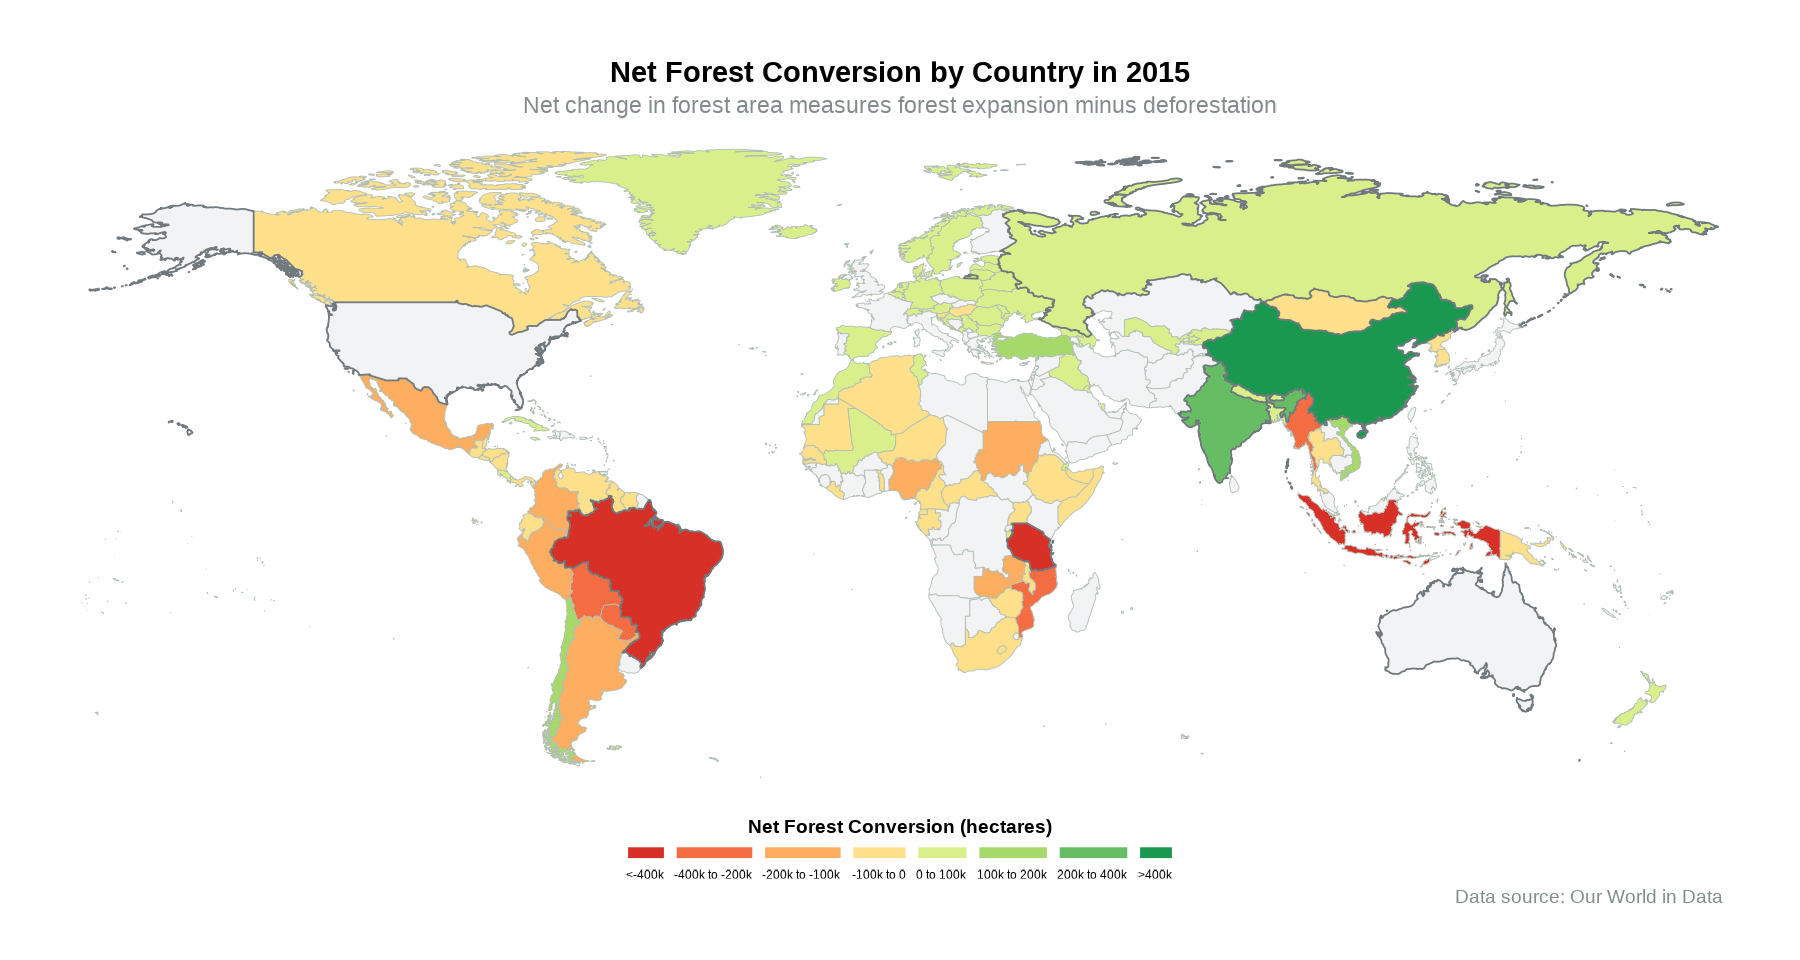 Net Forest Conversion by Country in 2015
Net change in forest area measures forest expansion minus deforestation
Net Forest Conversion (hectares)
<-400k -400k to -200k -200k to -100k -100k to 0 0 to 100k 100k to 200k 200k to 400k >400k
Data source: Our World in Data